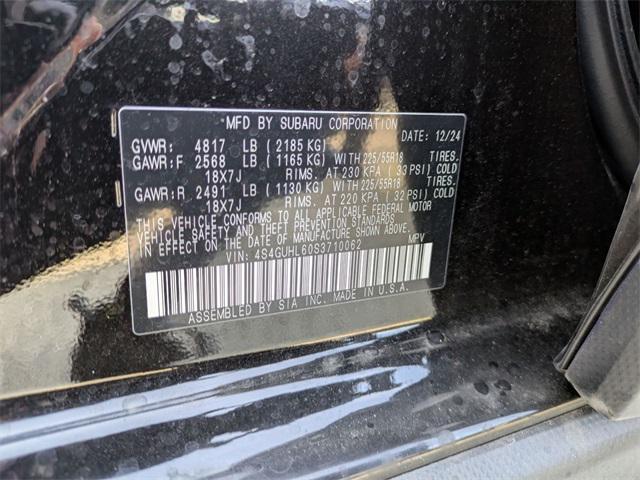 MFD BY SUBARU CORPORATION
DATE: 12/24
GVWR: 4817 LB (2185 KG)
GAWR:F 2568 LB (1165 KG) WITH 225/55R18 TIRES.
18X7J RIMS. AT 230 KPA (33 PSI) COLD
GAWR:R 2491 LB (1130 KG) WITH 225/55R18 TIRES.
18X7J RIMS. AT 220 KPA (32 PSI) COLD
THIS VEHICLE CONFORMS TO ALL APPLICABLE FEDERAL MOTOR
VEHICLE SAFETY AND THEFT PREVENTION STANDARDS
IN EFFECT ON THE DATE OF MANUFACTURE SHOWN ABOVE.
VIN: 4S4GUHL60S3710062 MPV
ASSEMBLED BY SIA INC. MADE IN U.S.A.